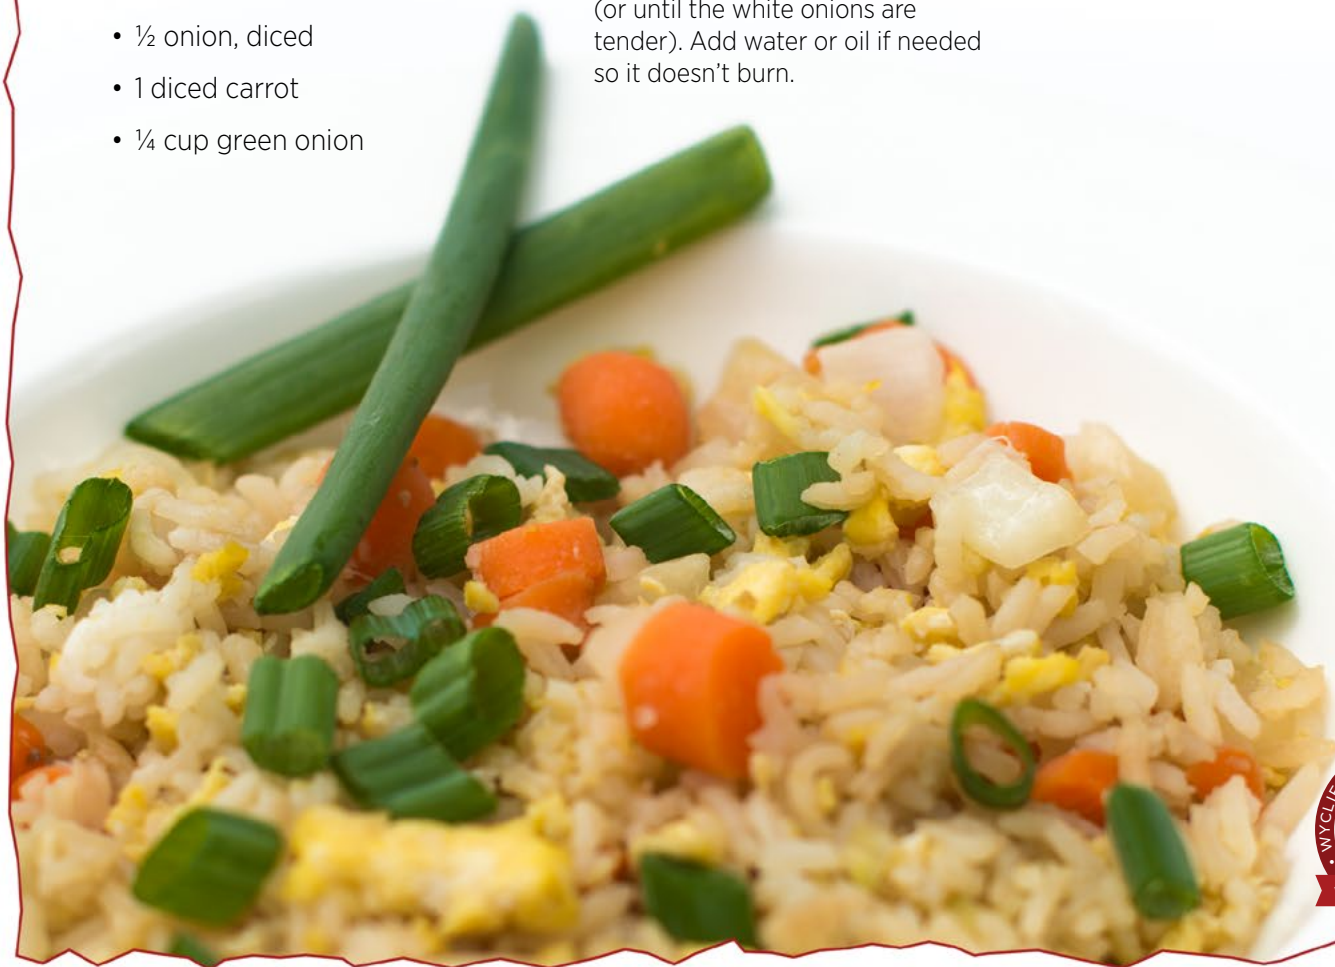 • ½ onion, diced
• 1 diced carrot
• ¼ cup green onion
(or until the white onions are
tender). Add water or oil if needed
so it doesn’t burn.